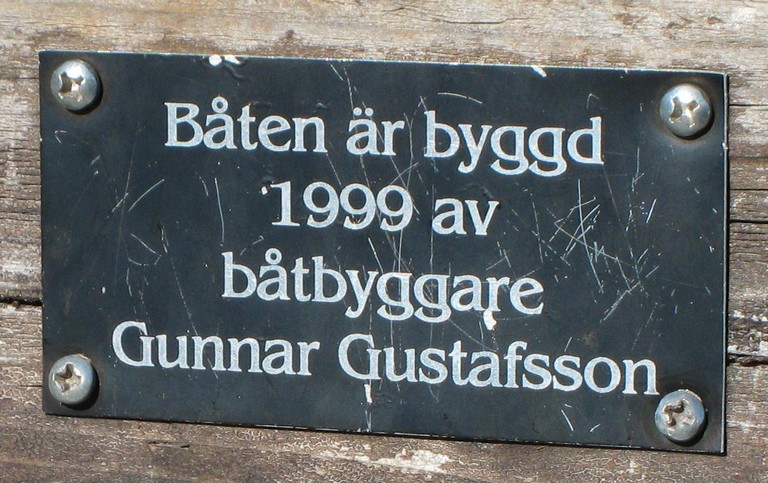 Båten är byggd
1999 av
båtbyggare
Gunnar Gustafsson